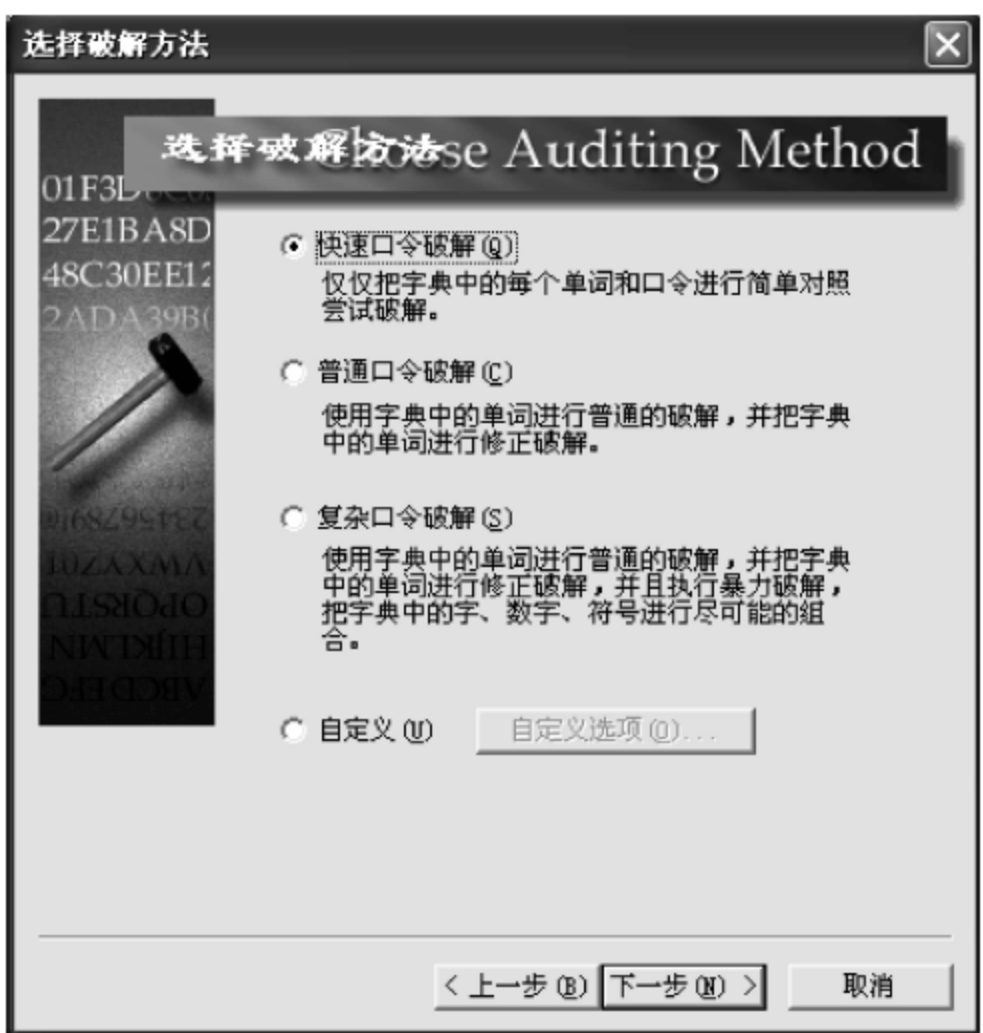 选择破解方法
选择破解方法se Auditing Method
01F3D
27E1BA8D
48C30EE12
2ADA39B(
快速口令破解(Q)
仅仅把字典中的每个单词和口令进行简单对照
尝试破解。
普通口令破解(C)
使用字典中的单词进行普通的破解，并把字典
中的单词进行修正破解。
复杂口令破解(S)
使用字典中的单词进行普通的破解，并把字典
中的单词进行修正破解，并且执行暴力破解，
把字典中的字、数字、符号进行尽可能的组
合。
自定义(U) 自定义选项(O)...
OPQRSTU
HIJKLMN
ABCDEFG
< 上一步(B) 下一步(N) > 取消